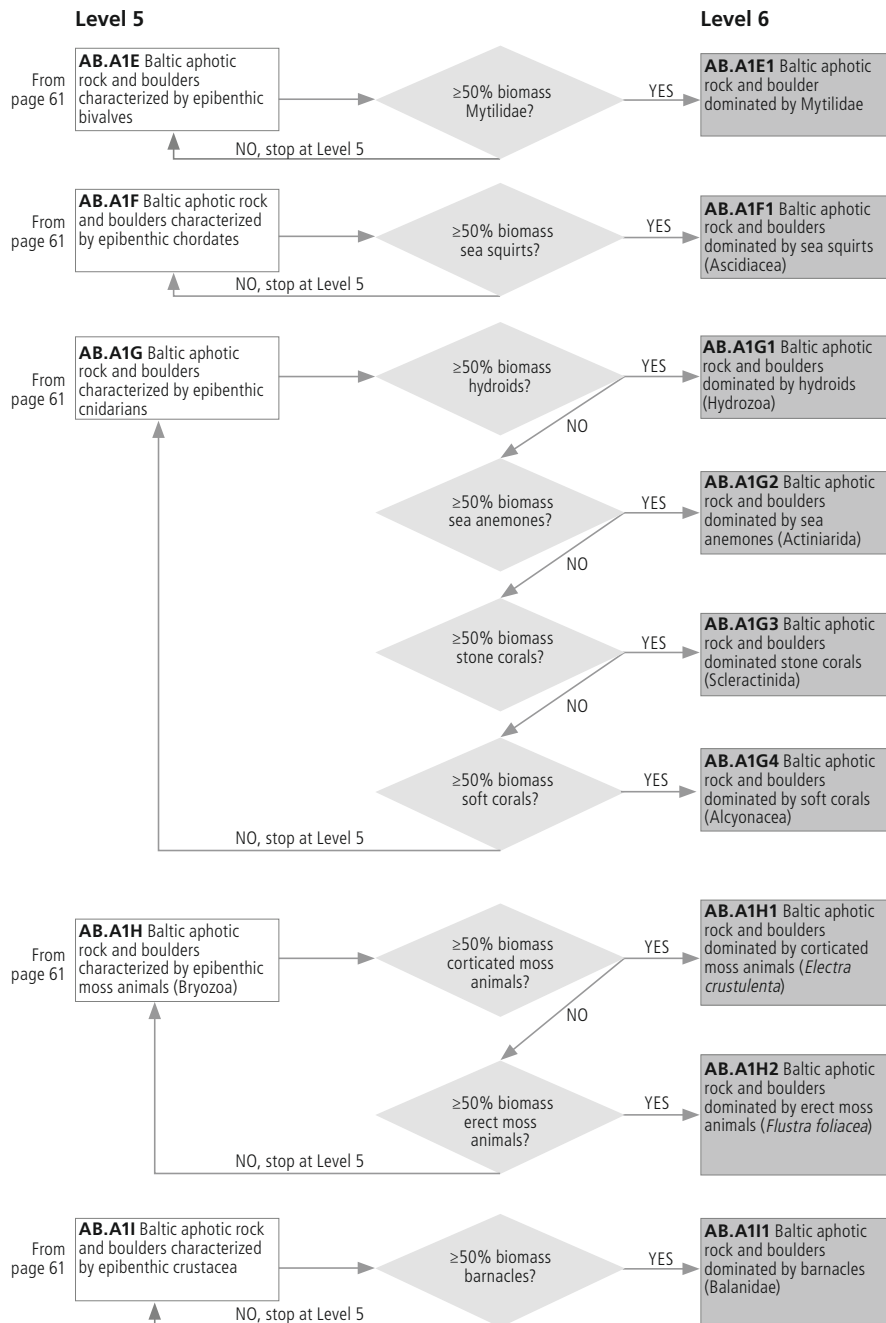 Level 5
Level 6
From
page 61
AB.A1E Baltic aphotic
rock and boulders
characterized by epibenthic
bivalves
≥50% biomass
Mytilidae?
YES
AB.A1E1 Baltic aphotic
rock and boulder
dominated by Mytilidae
NO, stop at Level 5
From
page 61
AB.A1F Baltic aphotic rock
and boulders characterized
by epibenthic chordates
≥50% biomass
sea squirts?
YES
AB.A1F1 Baltic aphotic
rock and boulders
dominated by sea squirts
(Ascidiacea)
NO, stop at Level 5
From
page 61
AB.A1G Baltic aphotic
rock and boulders
characterized by epibenthic
cnidarians
≥50% biomass
hydroids?
YES
AB.A1G1 Baltic aphotic
rock and boulders
dominated by hydroids
(Hydrozoa)
NO
≥50% biomass
sea anemones?
YES
AB.A1G2 Baltic aphotic
rock and boulders
dominated by sea
anemones (Actiniarida)
NO
≥50% biomass
stone corals?
YES
AB.A1G3 Baltic aphotic
rock and boulders
dominated stone corals
(Scleractinida)
NO
≥50% biomass
soft corals?
YES
AB.A1G4 Baltic aphotic
rock and boulders
dominated by soft corals
(Alcyonacea)
NO, stop at Level 5
From
page 61
AB.A1H Baltic aphotic
rock and boulders
characterized by epibenthic
moss animals (Bryozoa)
≥50% biomass
corticated moss
animals?
YES
AB.A1H1 Baltic aphotic
rock and boulders
dominated by corticated
moss animals (Electra
crustulenta)
NO
≥50% biomass
erect moss
animals?
YES
AB.A1H2 Baltic aphotic
rock and boulders
dominated by erect moss
animals (Flustra foliacea)
NO, stop at Level 5
From
page 61
AB.A1I Baltic aphotic rock
and boulders characterized
by epibenthic crustacea
≥50% biomass
barnacles?
YES
AB.A1I1 Baltic aphotic
rock and boulders
dominated by barnacles
(Balanidae)
NO, stop at Level 5